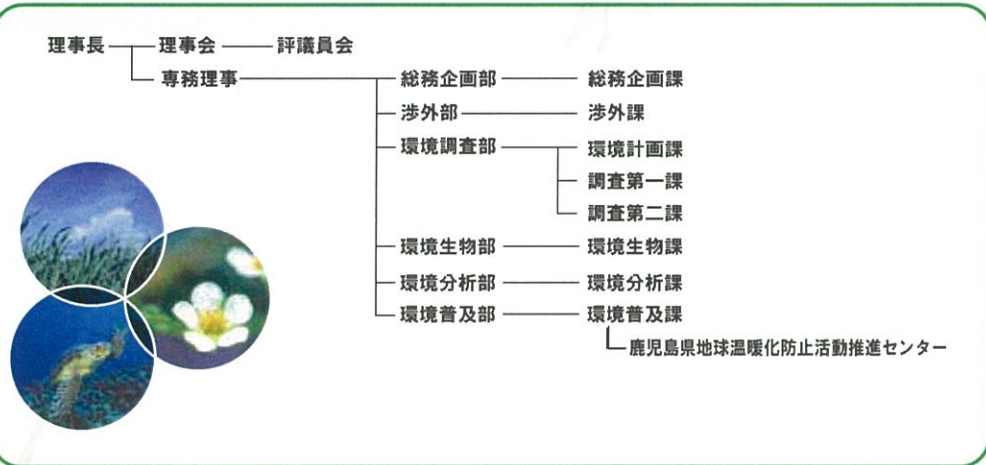 理事長 理事会 評議員会
専務理事 総務企画部 総務企画課
渉外部 渉外課
環境調査部 環境計画課
調査第一課
調査第二課
環境生物部 環境生物課
環境分析部 環境分析課
環境普及部 環境普及課
鹿児島県地球温暖化防止活動推進センター